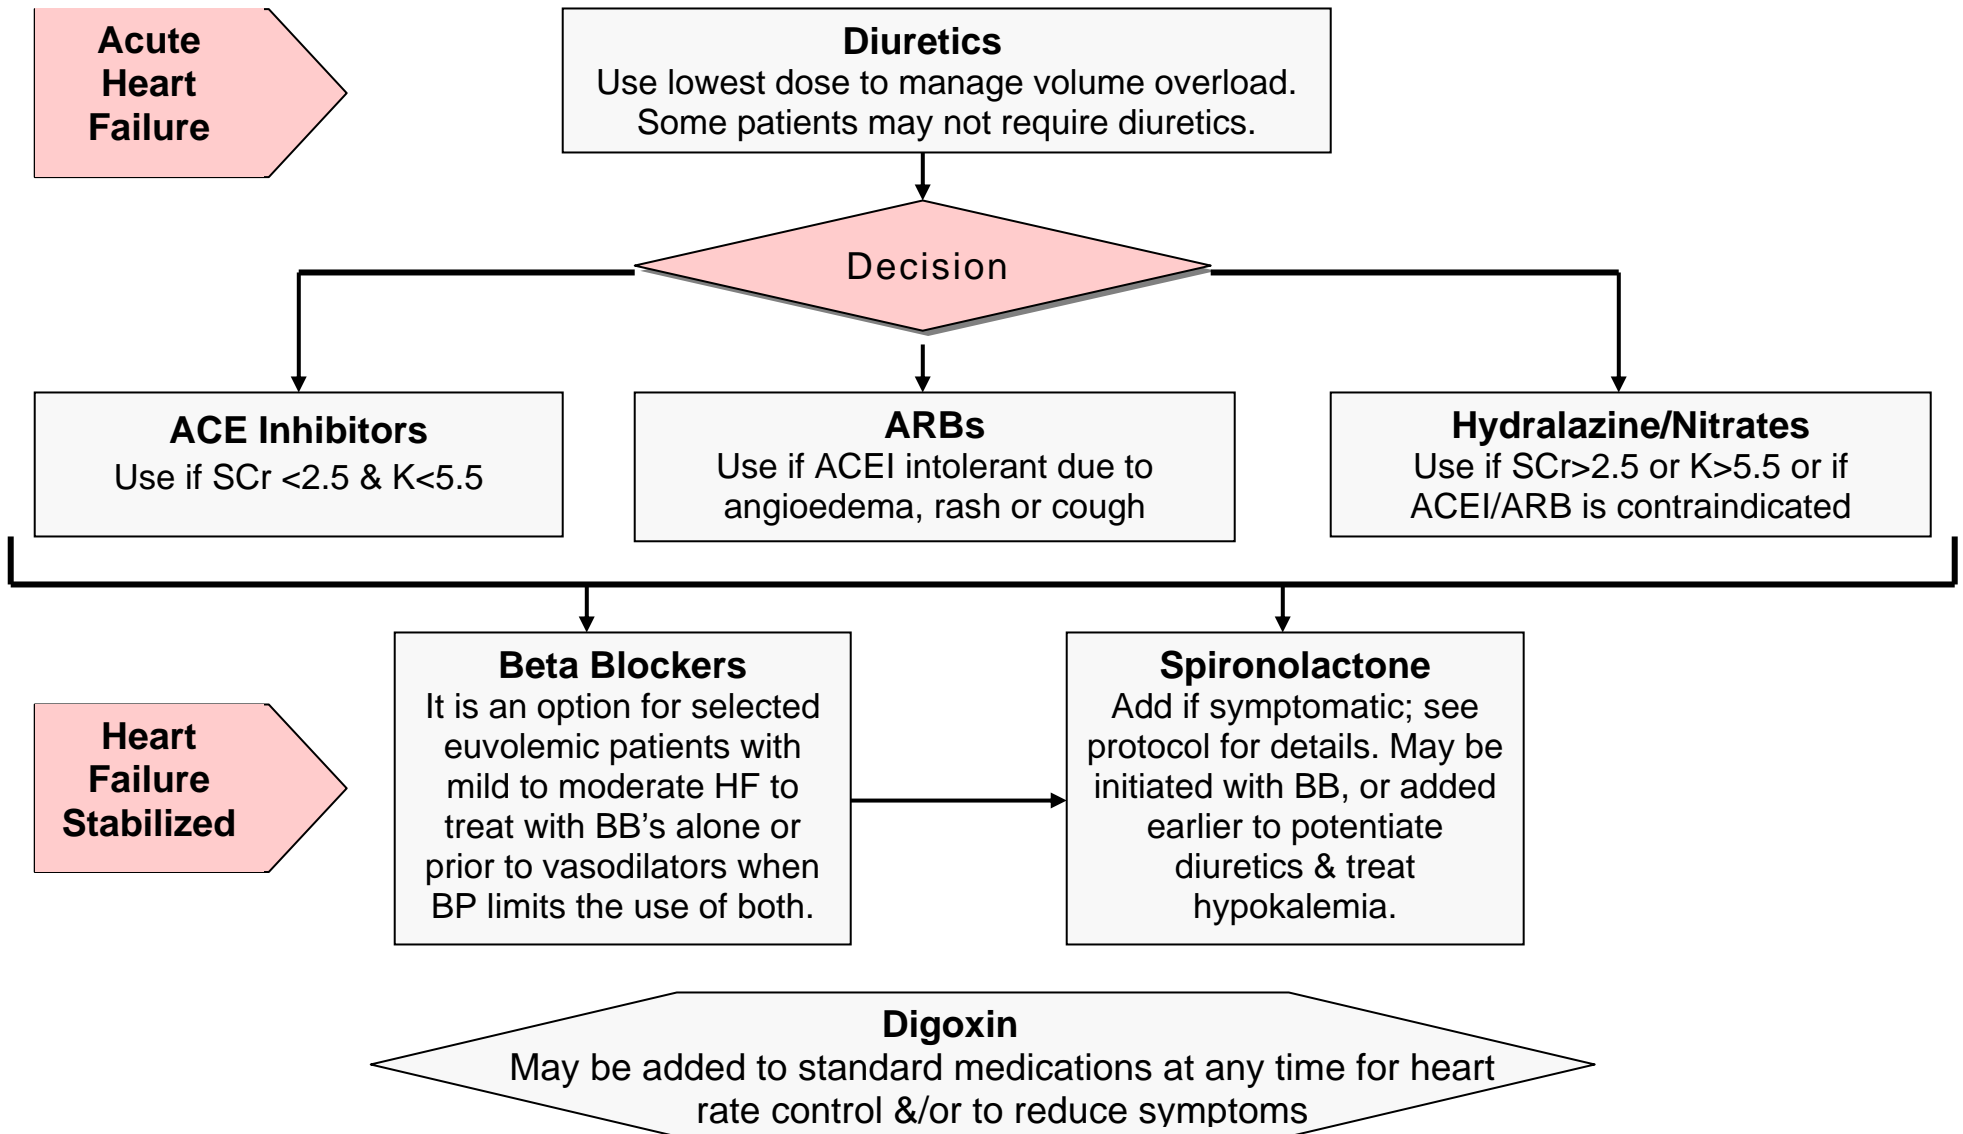 Acute
Heart
Failure
Diuretics
Use lowest dose to manage volume overload.
Some patients may not require diuretics.
Decision
ACE Inhibitors
Use if SCr <2.5 & K<5.5
ARBs
Use if ACEI intolerant due to
angioedema, rash or cough
Hydralazine/Nitrates
Use if SCr>2.5 or K>5.5 or if
ACEI/ARB is contraindicated
Heart
Failure
Stabilized
Beta Blockers
It is an option for selected
euvolemic patients with
mild to moderate HF to
treat with BB’s alone or
prior to vasodilators when
BP limits the use of both.
Spironolactone
Add if symptomatic; see
protocol for details. May be
initiated with BB, or added
earlier to potentiate
diuretics & treat
hypokalemia.
Digoxin
May be added to standard medications at any time for heart
rate control &/or to reduce symptoms